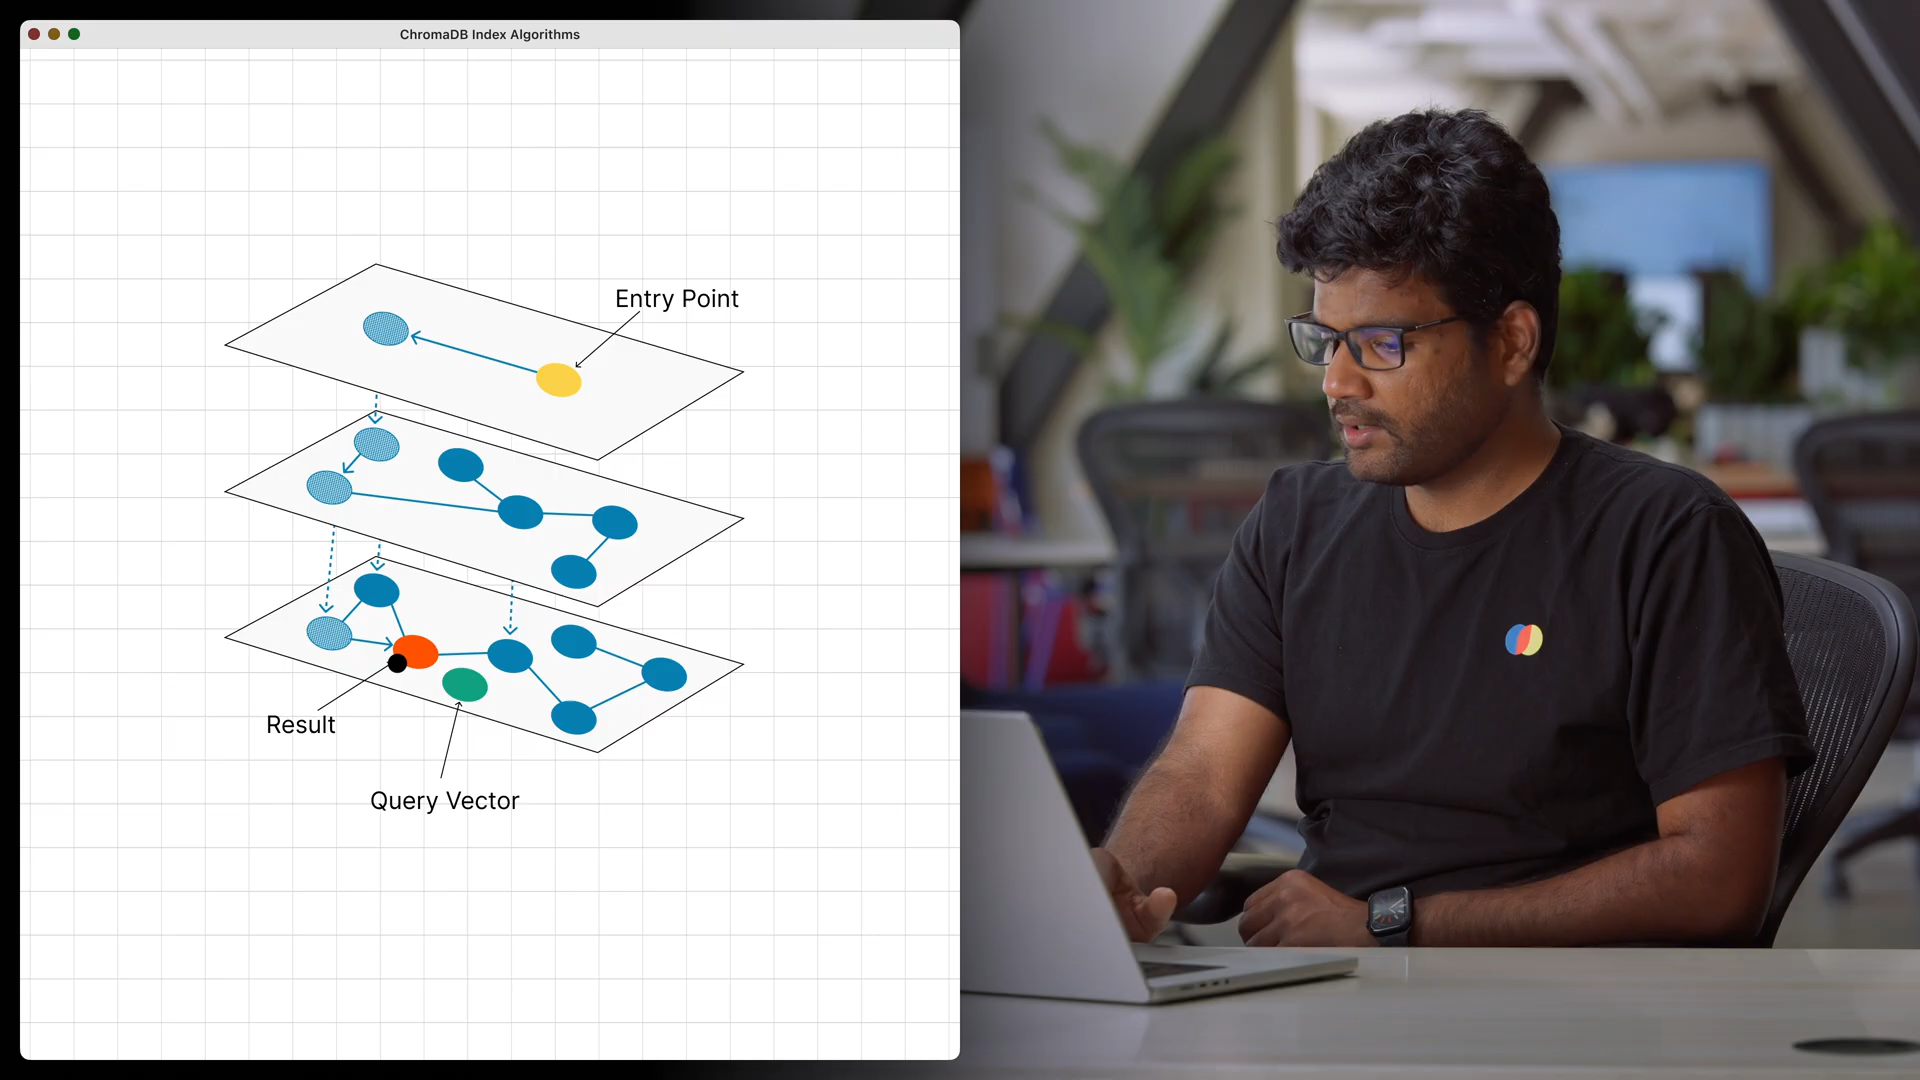 ChromaDB Index Algorithms
Entry Point
Result
Query Vector